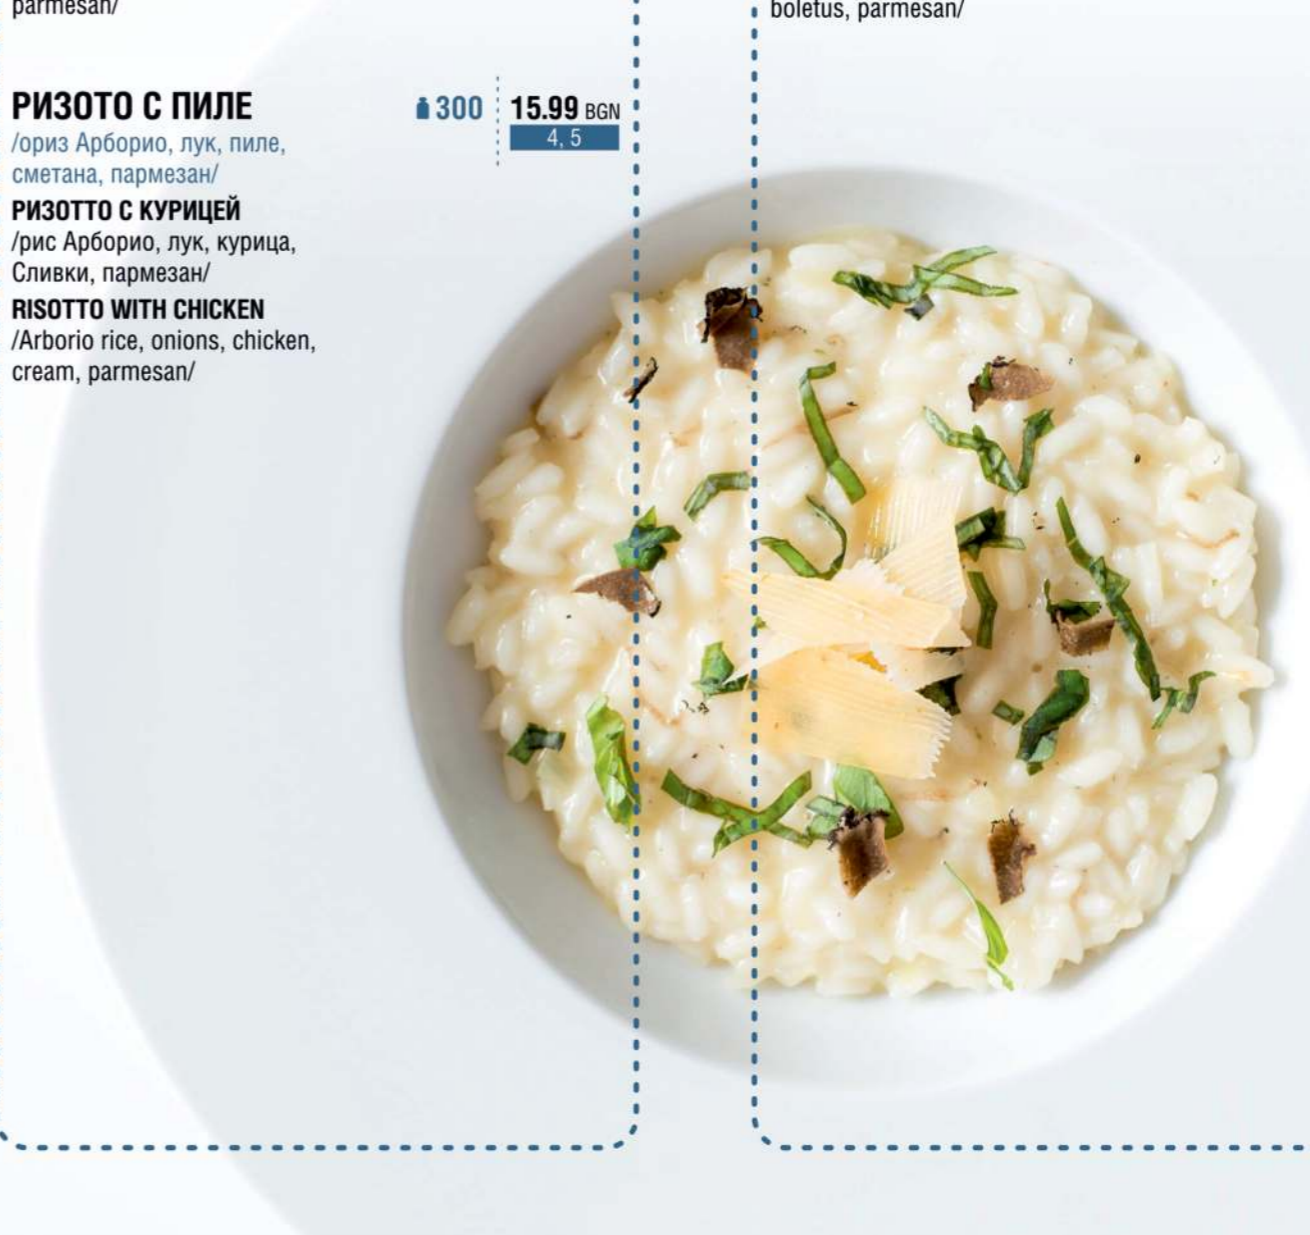 parmesan/
boletus, parmesan/
РИЗОТО С ПИЛЕ
300
15.99 BGN
4, 5
/ориз Арборио, лук, пиле,
сметана, пармезан/
РИЗОТТО С КУРИЦЕЙ
/рис Арборио, лук, курица,
Сливки, пармезан/
RISOTTO WITH CHICKEN
/Arborio rice, onions, chicken,
cream, parmesan/